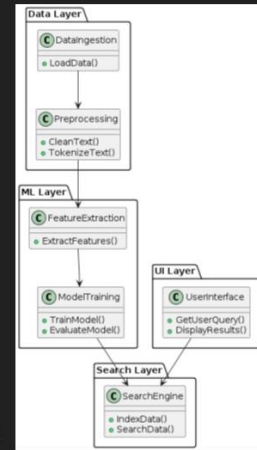 Data Layer
C DataIngestion
LoadData()
C Preprocessing
CleanText()
TokenizeText()
ML Layer
C FeatureExtraction
ExtractFeatures()
C ModelTraining
TrainModel()
EvaluateModel()
UI Layer
C UserInterface
GetUserQuery()
DisplayResults()
Search Layer
C SearchEngine
IndexData()
SearchData()